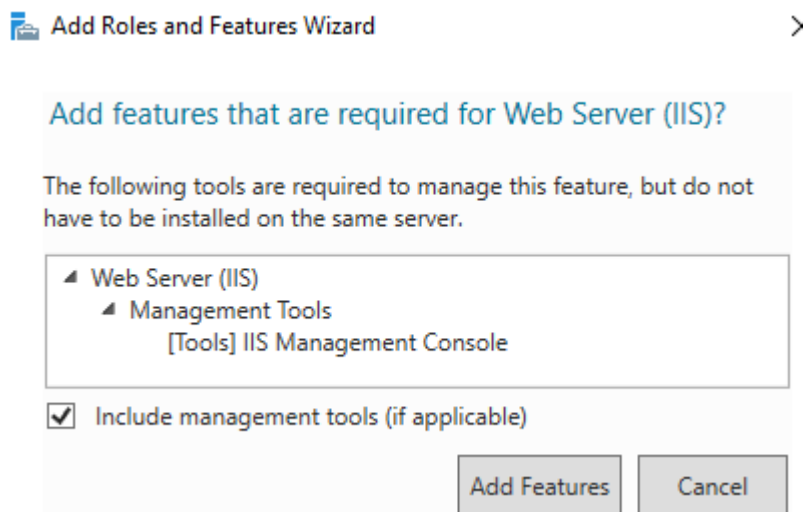 Add Roles and Features Wizard
Add features that are required for Web Server (IIS)?
The following tools are required to manage this feature, but do not
have to be installed on the same server.
Web Server (IIS)
Management Tools
[Tools] IIS Management Console
Include management tools (if applicable)
Add Features Cancel